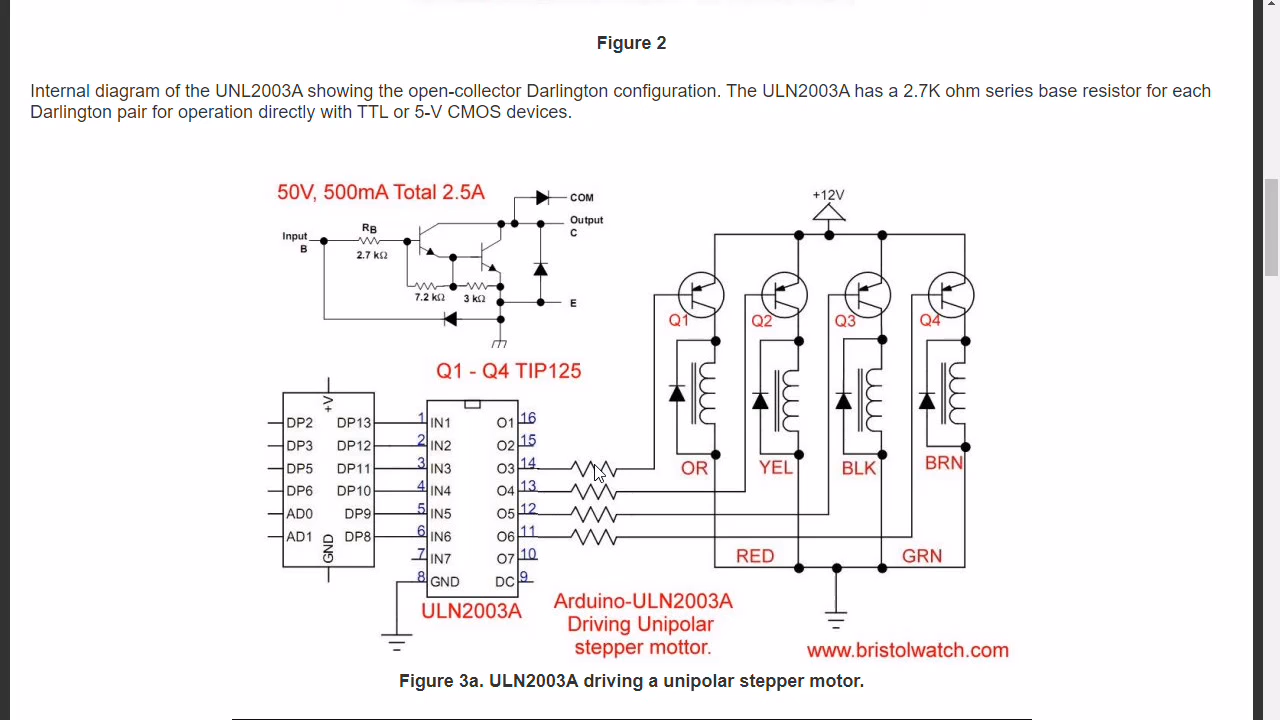 Figure 2
Internal diagram of the UNL2003A showing the open-collector Darlington configuration. The ULN2003A has a 2.7K ohm series base resistor for each
Darlington pair for operation directly with TTL or 5-V CMOS devices.
50V, 500mA Total 2.5A
COM
Output
C
Input
B
RB
2.7 kΩ
7.2 kΩ
3 kΩ
E
+12V
Q1
Q2
Q3
Q4
Q1 - Q4 TIP125
+V
DP2
DP13
1
IN1
O1
16
DP3
DP12
2
IN2
O2
15
DP5
DP11
3
IN3
O3
14
DP6
DP10
4
IN4
O4
13
AD0
DP9
5
IN5
O5
12
AD1
DP8
6
IN6
O6
11
GND
7
IN7
O7
10
8
GND
DC
9
ULN2003A
OR
YEL
BLK
BRN
RED
GRN
Arduino-ULN2003A
Driving Unipolar
stepper mottor.
www.bristolwatch.com
Figure 3a. ULN2003A driving a unipolar stepper motor.